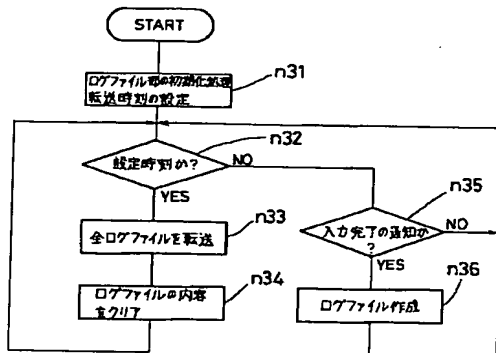 START
ログファイル部の初期化処理
転送時刻の設定
n31
設定時刻か?
n32
NO
YES
全ログファイルを転送
n33
ログファイルの内容
をクリア
n34
入力完了の通知か
?
n35
NO
YES
ログファイル作成
n36